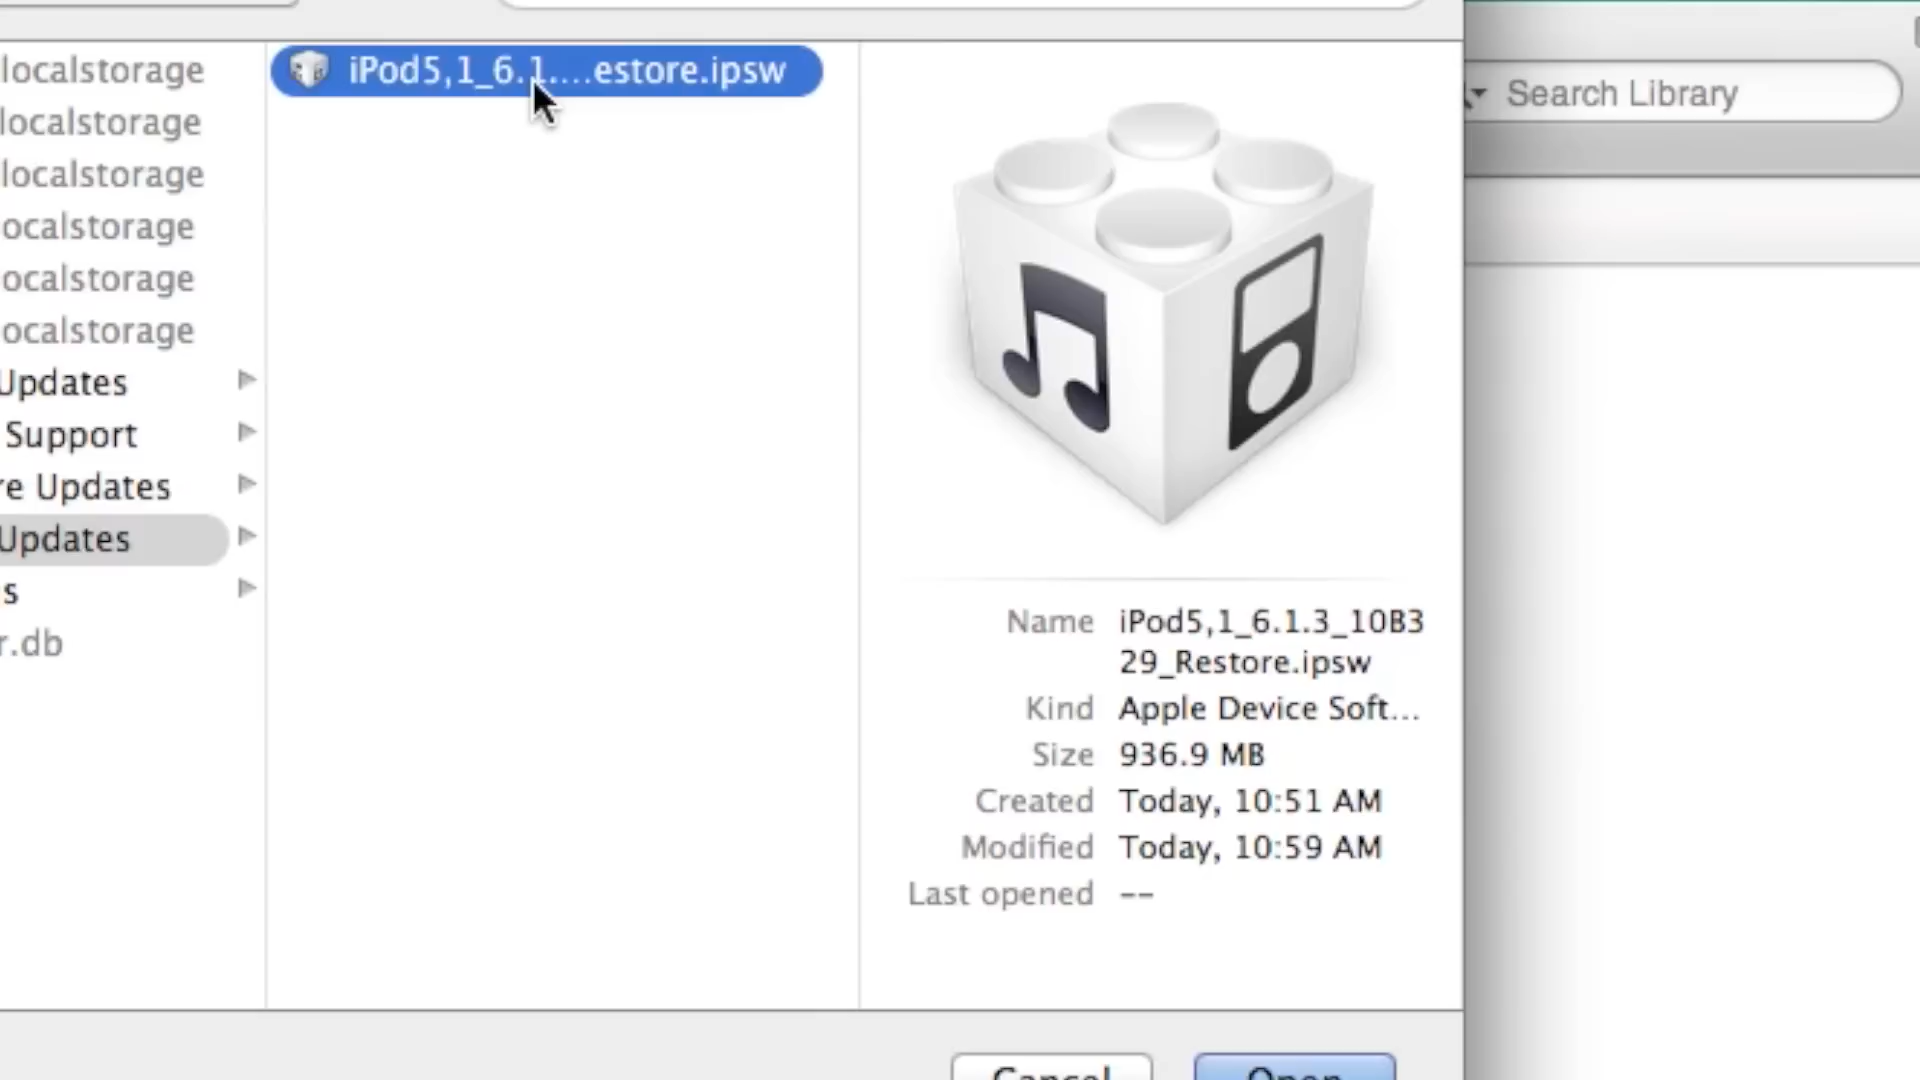 localstorage
localstorage
localstorage
ocalstorage
ocalstorage
ocalstorage
Updates
Support
re Updates
Updates
s
r.db
iPod5,1_6.1....estore.ipsw
Name iPod5,1_6.1.3_10B3
29_Restore.ipsw
Kind Apple Device Soft...
Size 936.9 MB
Created Today, 10:51 AM
Modified Today, 10:59 AM
Last opened --
Cancel
Open
Search Library